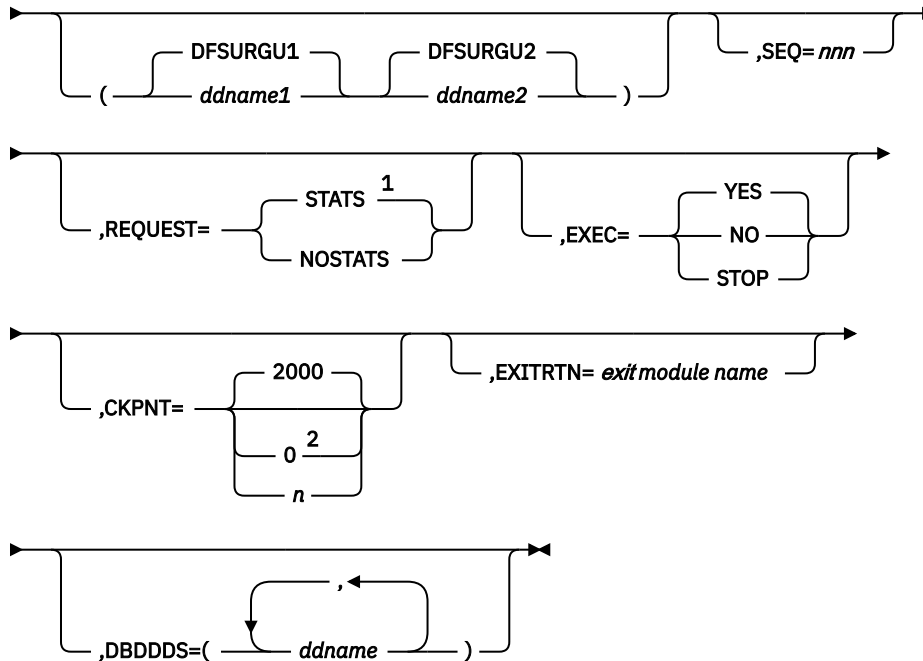 DFSURGU1 DFSURGU2 ,SEQ= nnn
( ddname1 ddname2 )
STATS 1 YES
,REQUEST= ,EXEC= NO
NOSTATS STOP
2000 ,EXITRTN= exit module name
,CKPNT=
0 2
n
,
,DBDDDS=( ddname )